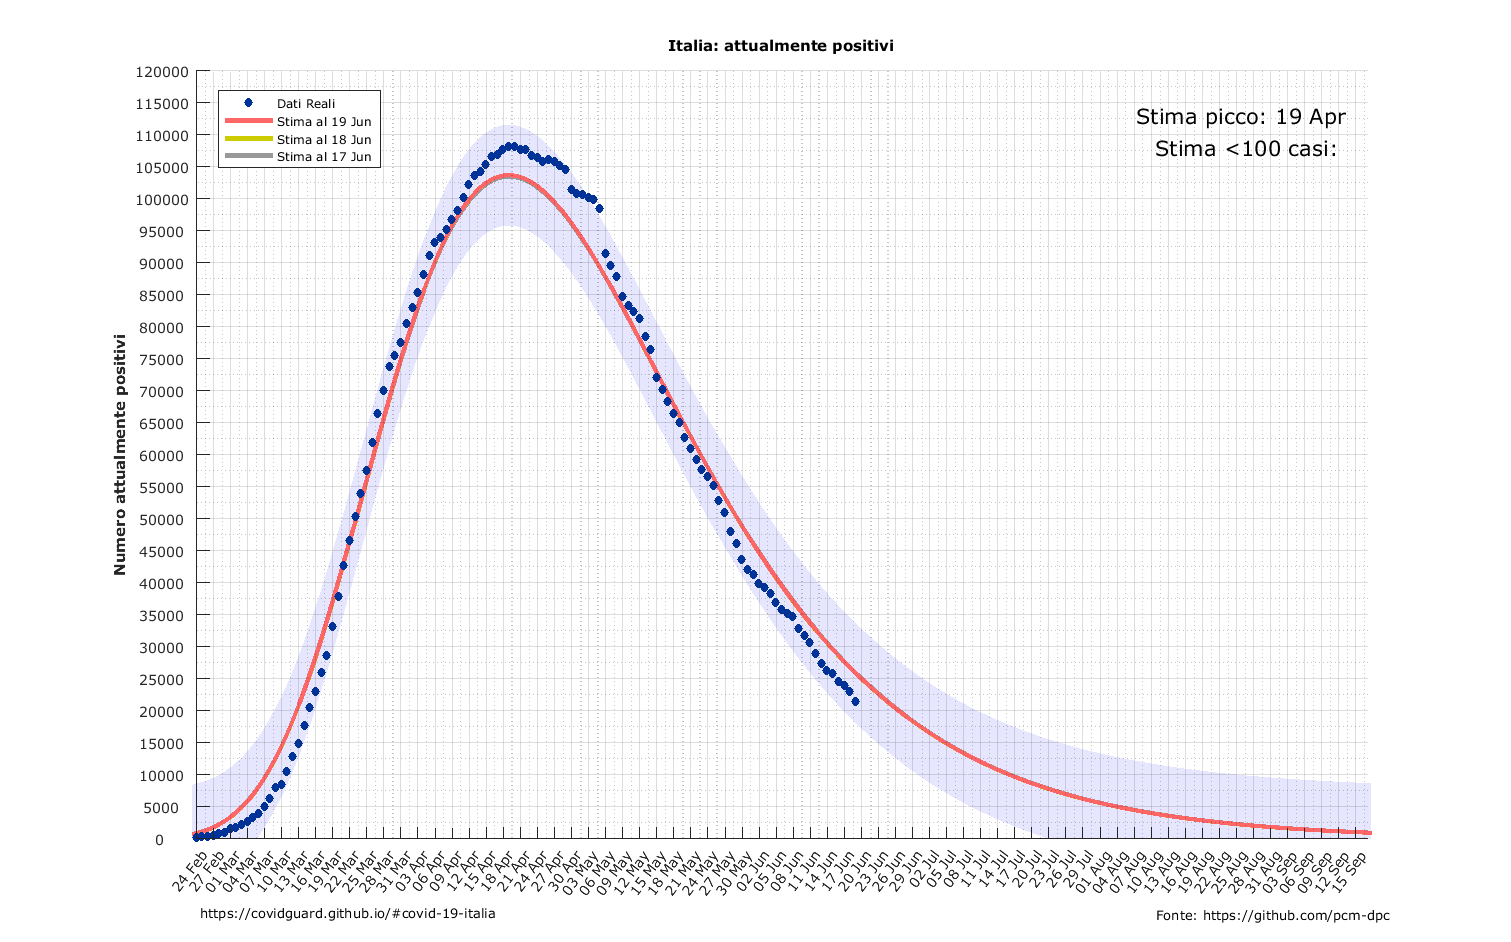 Italia: attualmente positivi
120000
115000
110000
105000
100000
95000
90000
85000
80000
75000
70000
65000
60000
55000
50000
45000
40000
35000
30000
25000
20000
15000
10000
5000
0
Numero attualmente positivi
Dati Reali
Stima al 19 Jun
Stima al 18 Jun
Stima al 17 Jun
Stima picco: 19 Apr
Stima <100 casi:
24 Feb
27 Feb
01 Mar
04 Mar
07 Mar
10 Mar
13 Mar
16 Mar
19 Mar
22 Mar
25 Mar
28 Mar
31 Mar
03 Apr
06 Apr
09 Apr
12 Apr
15 Apr
18 Apr
21 Apr
24 Apr
27 Apr
30 Apr
03 May
06 May
09 May
12 May
15 May
18 May
21 May
24 May
27 May
30 May
02 Jun
05 Jun
08 Jun
11 Jun
14 Jun
17 Jun
20 Jun
23 Jun
26 Jun
29 Jun
02 Jul
05 Jul
08 Jul
11 Jul
14 Jul
17 Jul
20 Jul
23 Jul
26 Jul
29 Jul
01 Aug
04 Aug
07 Aug
10 Aug
13 Aug
16 Aug
19 Aug
22 Aug
25 Aug
28 Aug
31 Aug
03 Sep
06 Sep
09 Sep
12 Sep
15 Sep
https://covidguard.github.io/#covid-19-italia
Fonte: https://github.com/pcm-dpc